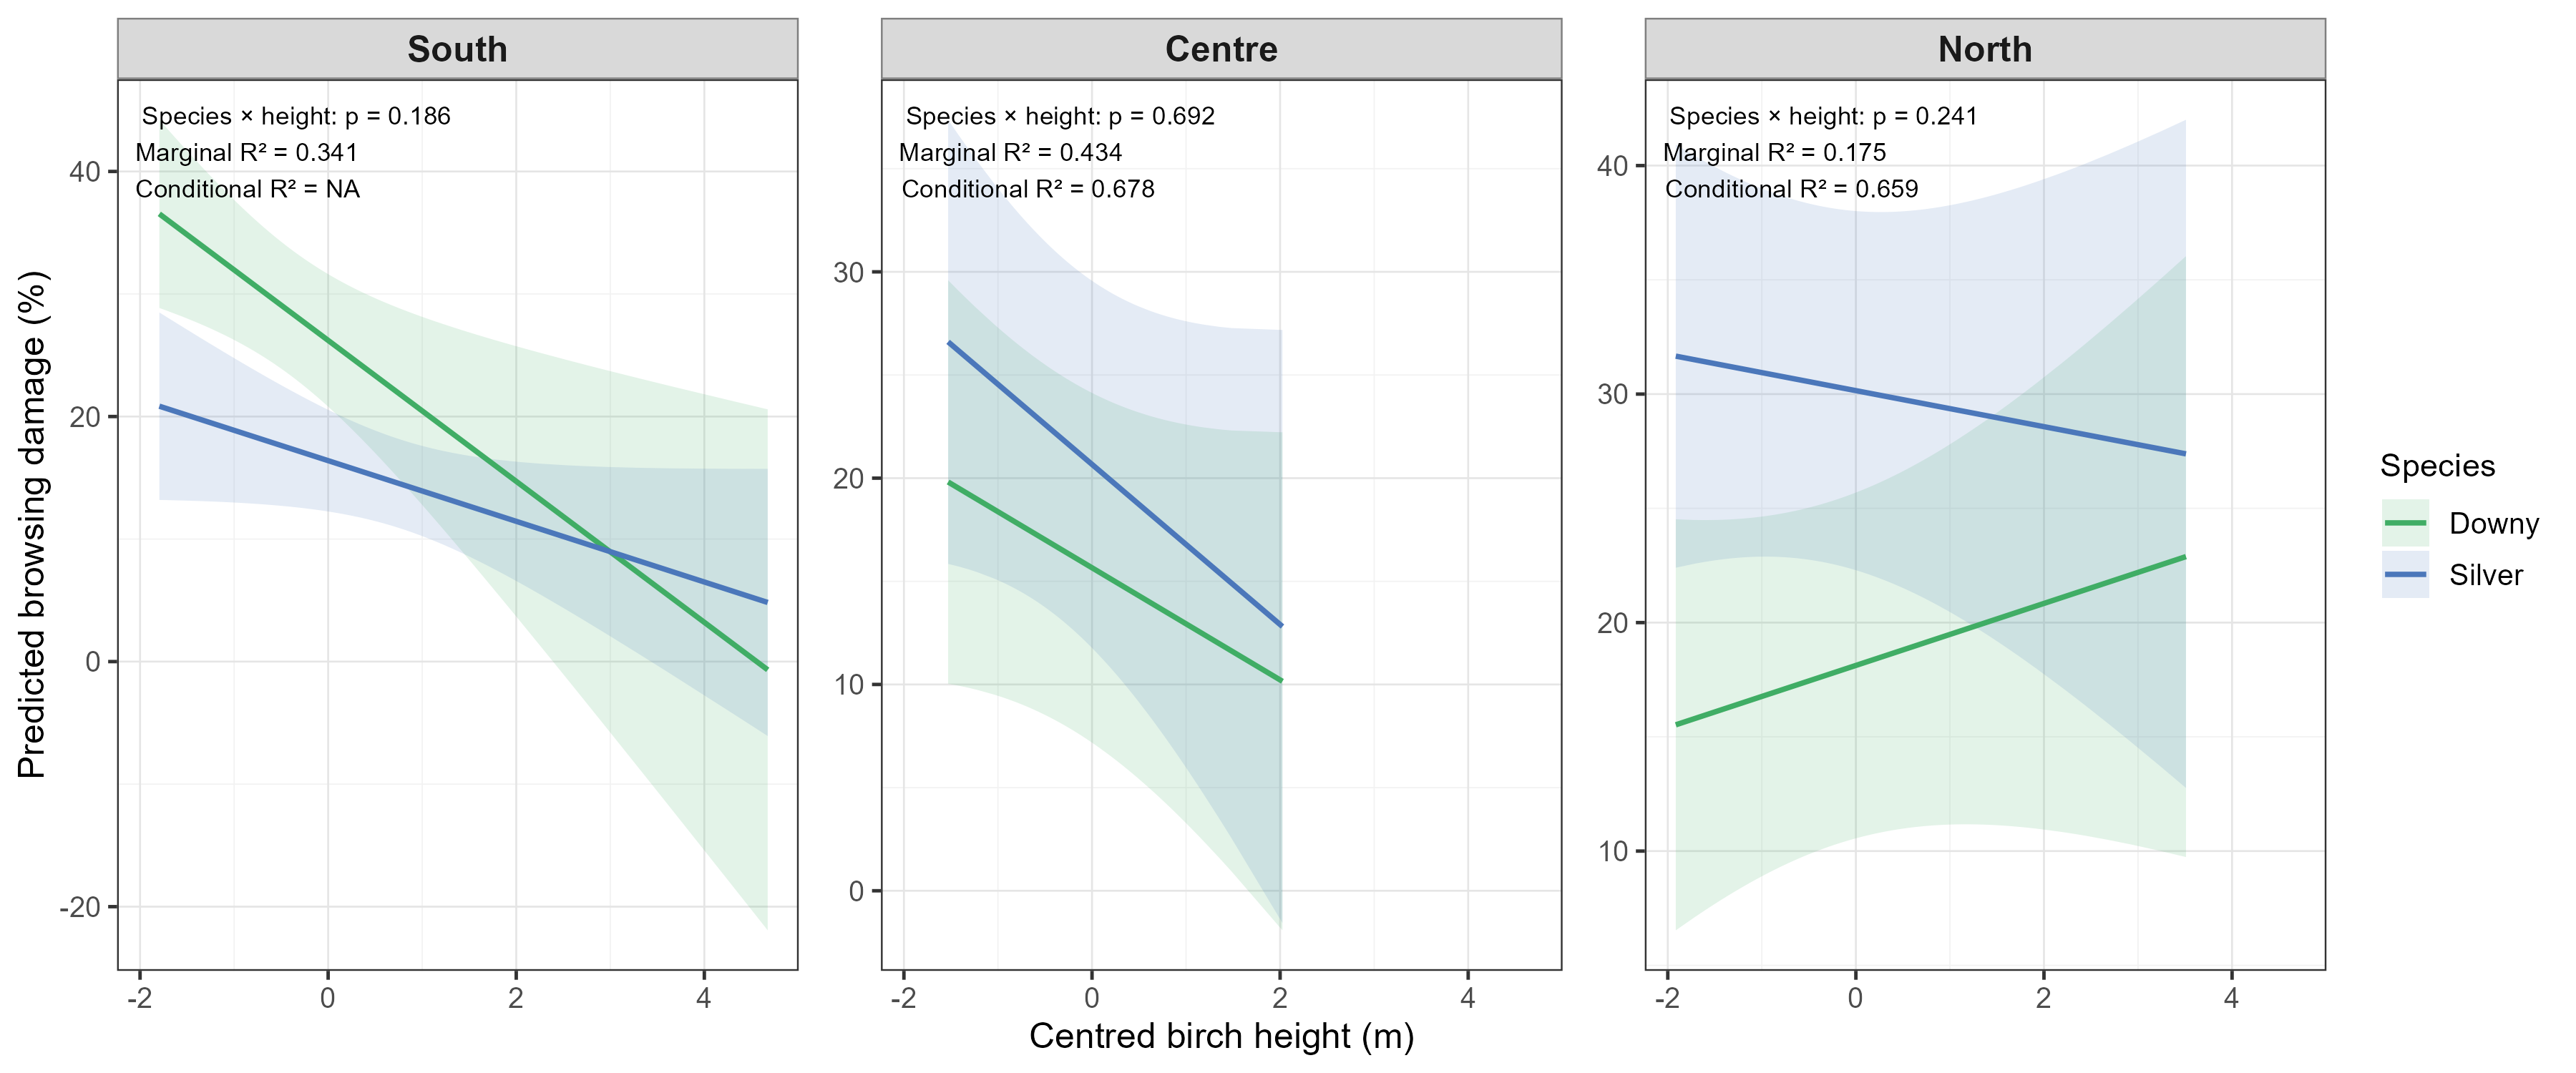 South
Centre
North
Species × height: p = 0.186
Marginal R² = 0.341
Conditional R² = NA
Species × height: p = 0.692
Marginal R² = 0.434
Conditional R² = 0.678
Species × height: p = 0.241
Marginal R² = 0.175
Conditional R² = 0.659
Predicted browsing damage (%)
40
20
0
-20
30
20
10
0
40
30
20
10
-2 0 2 4
-2 0 2 4
-2 0 2 4
Centred birch height (m)
Species
Downy
Silver